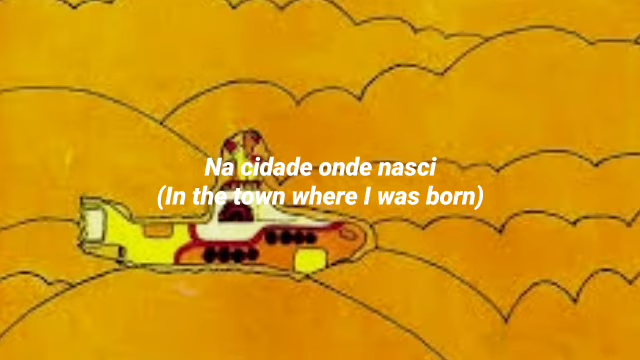 Na cidade onde nasci
(In the town where I was born)